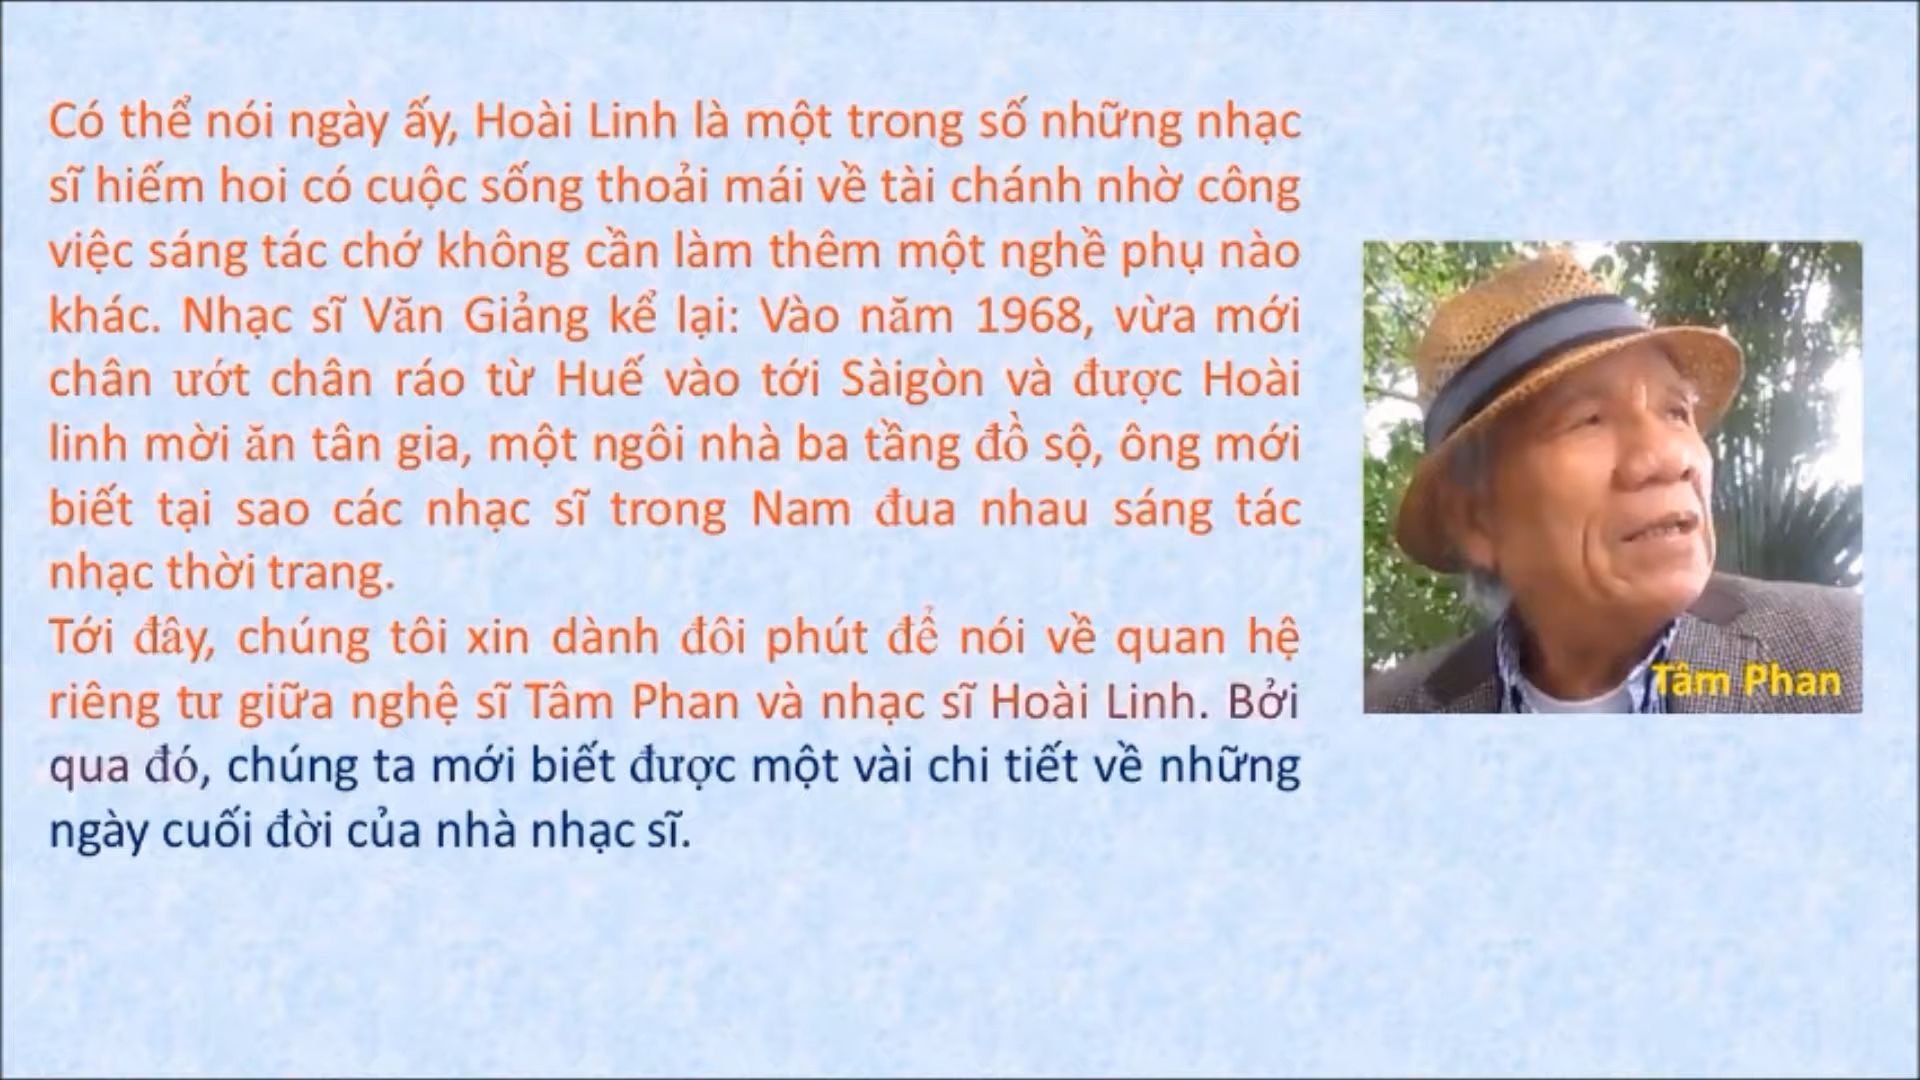 Có thể nói ngày ấy, Hoài Linh là một trong số những nhạc
sĩ hiếm hoi có cuộc sống thoải mái về tài chánh nhờ công
việc sáng tác chớ không cần làm thêm một nghề phụ nào
khác. Nhạc sĩ Văn Giảng kể lại: Vào năm 1968, vừa mới
chân ướt chân ráo từ Huế vào tới Sàigòn và được Hoài
linh mời ăn tân gia, một ngôi nhà ba tầng đồ sộ, ông mới
biết tại sao các nhạc sĩ trong Nam đua nhau sáng tác
nhạc thời trang.
Tới đây, chúng tôi xin dành đôi phút để nói về quan hệ
riêng tư giữa nghệ sĩ Tâm Phan và nhạc sĩ Hoài Linh. Bởi
qua đó, chúng ta mới biết được một vài chi tiết về những
ngày cuối đời của nhà nhạc sĩ.
Tâm Phan